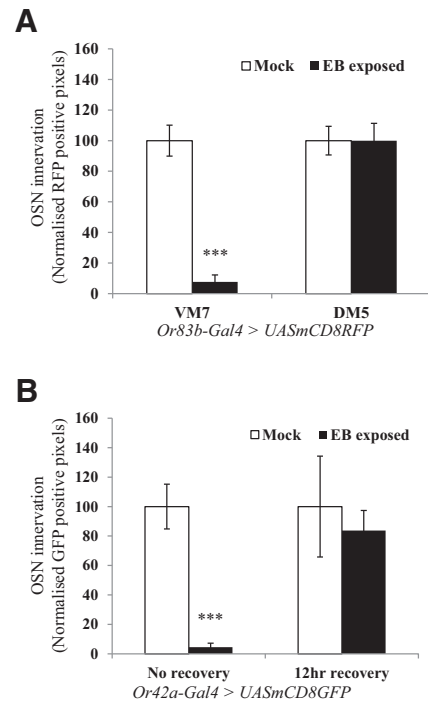 A
160
140
120
100
80
60
40
20
0
OSN innervation
(Normalised RFP positive pixels)
Mock EB exposed
***
VM7 DM5
Or83b-Gal4 > UASmCD8RFP
B
160
140
120
100
80
60
40
20
0
OSN innervation
(Normalised GFP positive pixels)
Mock EB exposed
***
No recovery 12hr recovery
Or42a-Gal4 > UASmCD8GFP